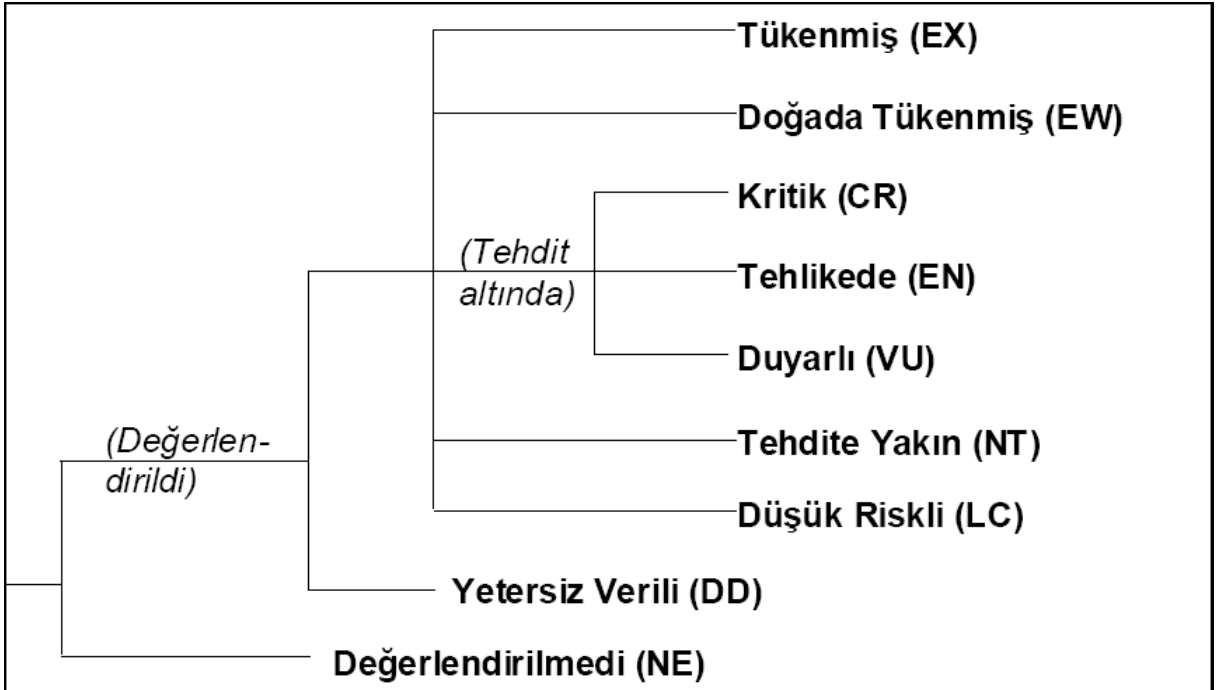 Tükenmiş (EX)
Doğada Tükenmiş (EW)
Kritik (CR)
(Tehdit
altında)
Tehlikede (EN)
Duyarlı (VU)
(Değerlen-
dirildi)
Tehdite Yakın (NT)
Düşük Riskli (LC)
Yetersiz Verili (DD)
Değerlendirilmedi (NE)